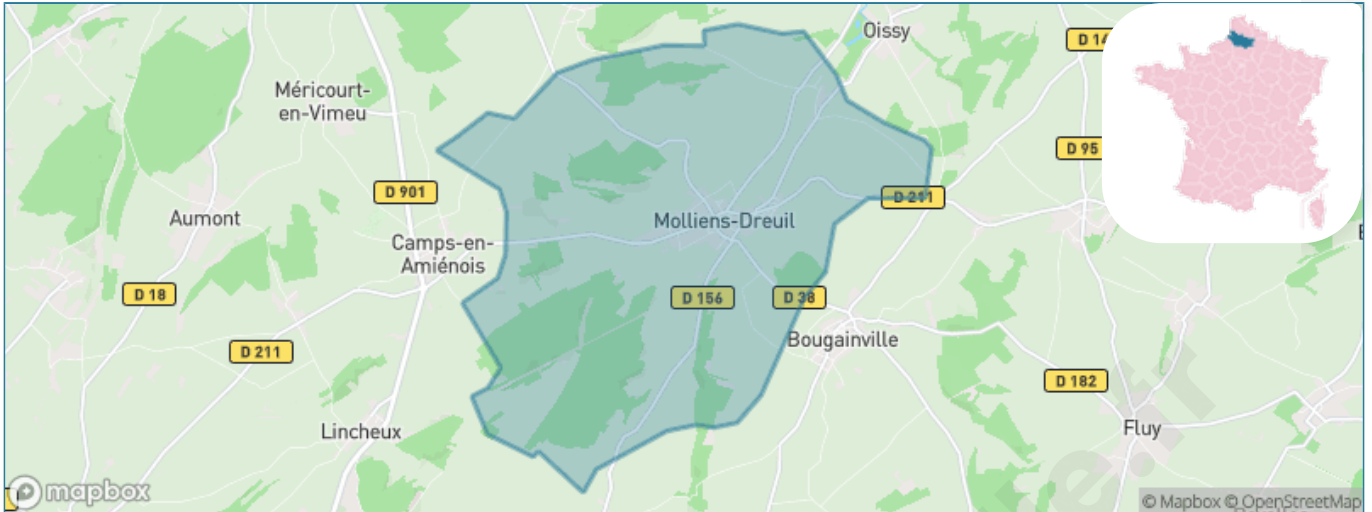 Oissy
D 14
Méricourt-
en-Vimeu
D 95
D 901
D 211
Aumont
Molliens-Dreuil
Camps-en-
Amiénois
D 18
D 156
D 38
Bougainville
D 211
D 182
Lincheux
Fluy
mapbox
© Mapbox © OpenStreetMap